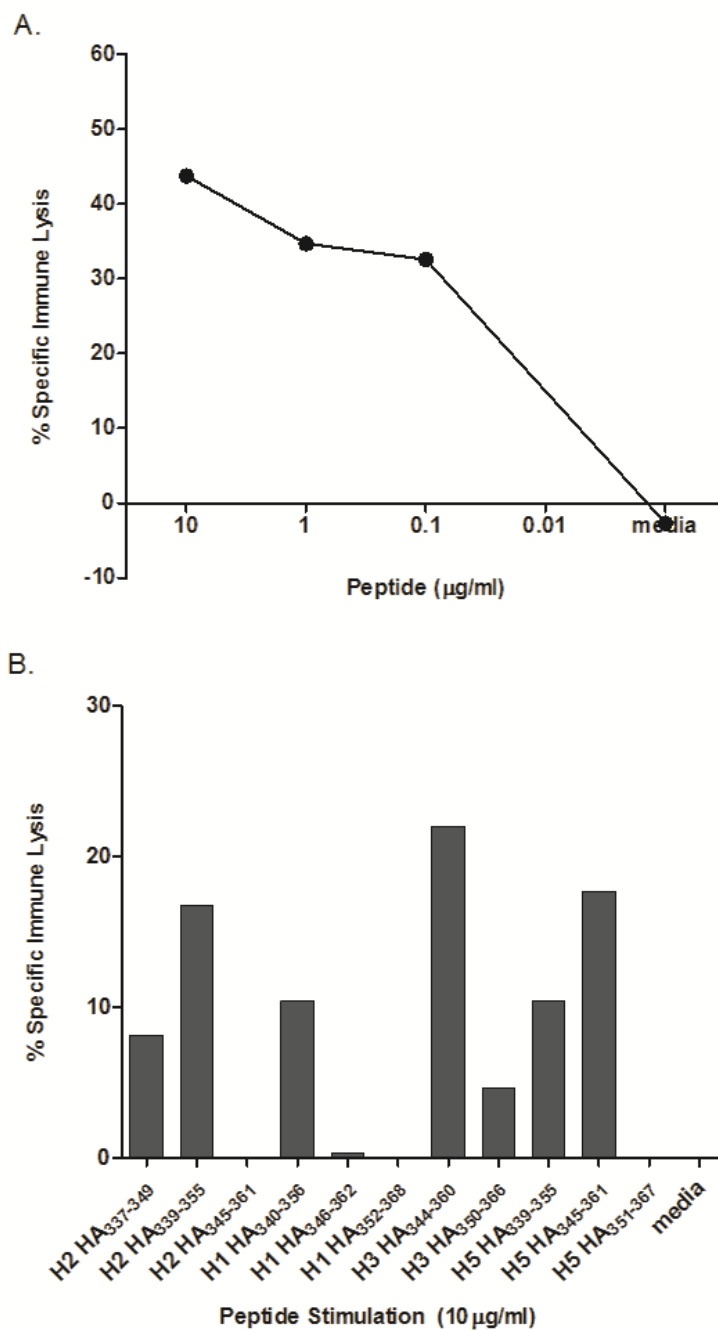 A.
% Specific Immune Lysis
60
50
40
30
20
10
0
-10
10 1 0.1 0.01 media
Peptide (µg/ml)
B.
% Specific Immune Lysis
30
20
10
0
H2 HA337-349
H2 HA339-355
H2 HA345-361
H1 HA340-356
H1 HA346-362
H1 HA352-368
H3 HA344-360
H3 HA350-366
H5 HA339-355
H5 HA345-361
H5 HA351-367
media
Peptide Stimulation (10 µg/ml)